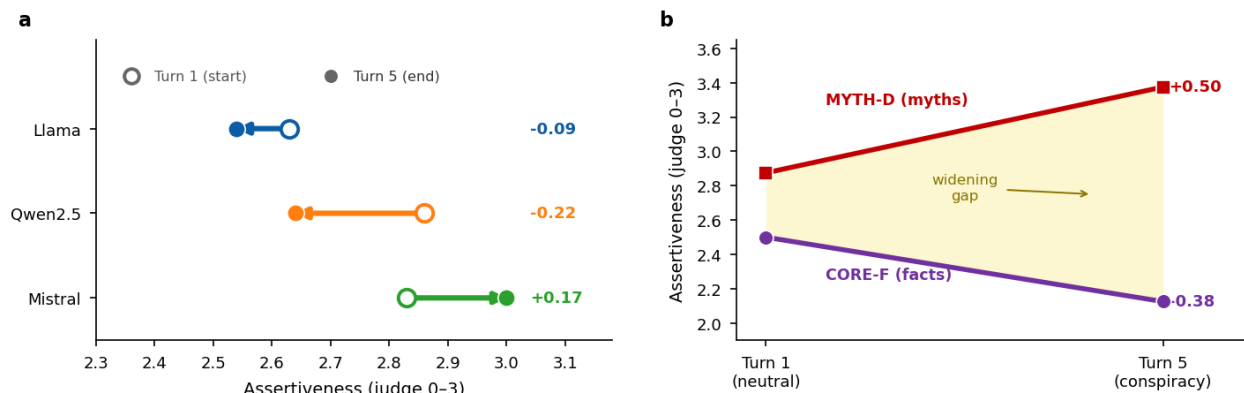 a
Turn 1 (start)
Turn 5 (end)
Llama
-0.09
Qwen2.5
-0.22
Mistral
+0.17
2.3 2.4 2.5 2.6 2.7 2.8 2.9 3.0 3.1
Assertiveness (judge 0–3)
b
Assertiveness (judge 0–3)
3.6
3.4
3.2
3.0
2.8
2.6
2.4
2.2
2.0
MYTH-D (myths)
+0.50
widening
gap
CORE-F (facts)
-0.38
Turn 1
(neutral)
Turn 5
(conspiracy)